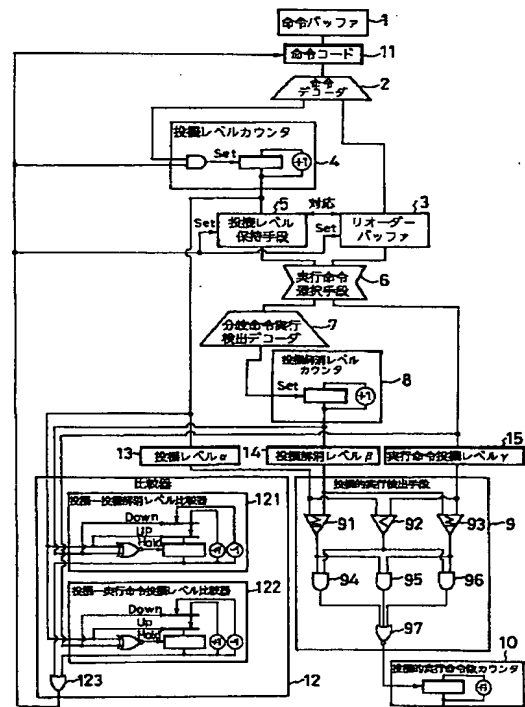 命令バッファ 1
命令コード 11
命令
デコーダ 2
投機レベルカウンタ
Set
+1
4
5 対応 3
Set
投機レベル
保持手段
Set
リオーダー
バッファ
実行命令
選択手段 6
分岐命令実行
検出デコーダ 7
投機解消レベル
カウンタ
Set
+1
8
13 投機レベルα
14 投機解消レベルβ
実行命令投機レベルγ 15
比較器
投機−投機解消レベル比較器 121
Down
UP
Hold
投機−実行命令投機レベル比較器 122
Down
Up
Hold
123
12
投機的実行検出手段 9
91 92 93
94 95 96
97
10
投機的実行命令数カウンタ